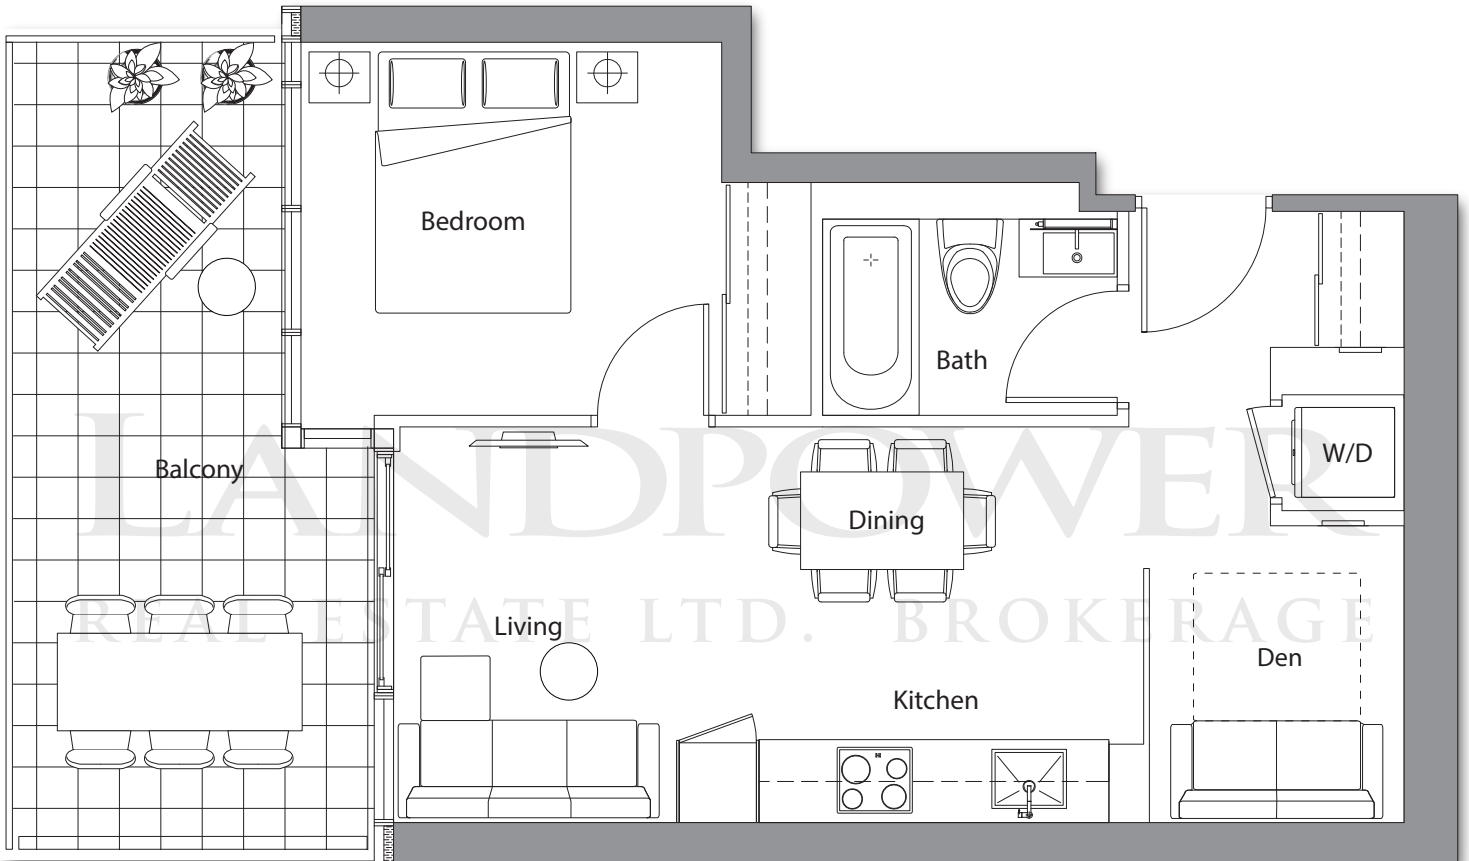 Bedroom
Bath
W/D
Balcony
LANDPOWER
Dining
REAL ESTATE LTD. BROKERAGE
Living
Den
Kitchen